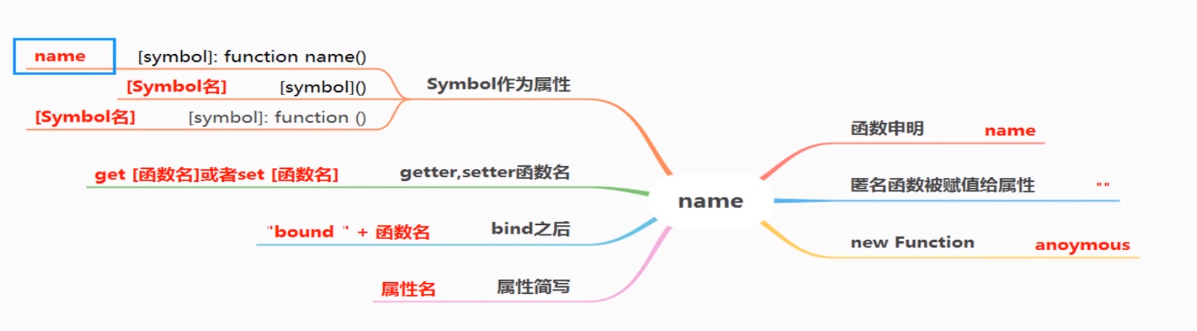 name [symbol]: function name()
[Symbol名] [symbol]()
[Symbol名] [symbol]: function ()
Symbol作为属性
get [函数名]或者set [函数名] getter,setter函数名
"bound " + 函数名 bind之后
属性名 属性简写
name
函数申明 name
匿名函数被赋值给属性 ""
new Function anoymous